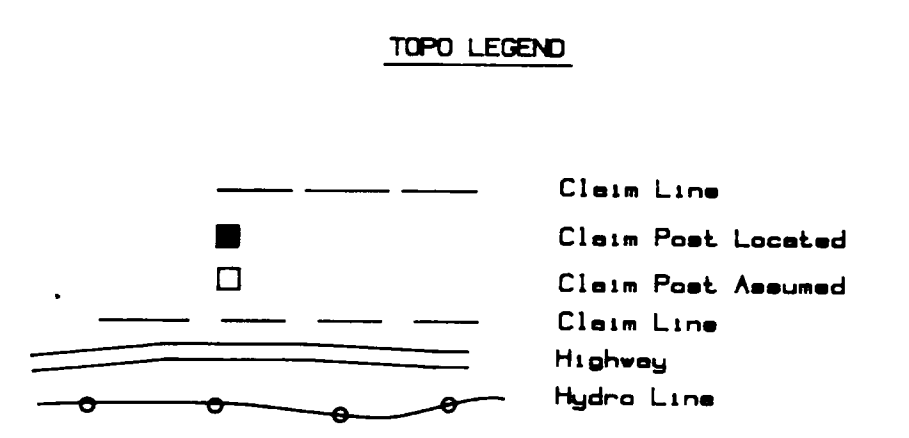 TOPO LEGEND
Claim Line
Claim Post Located
Claim Post Assumed
Claim Line
Highway
Hydro Line